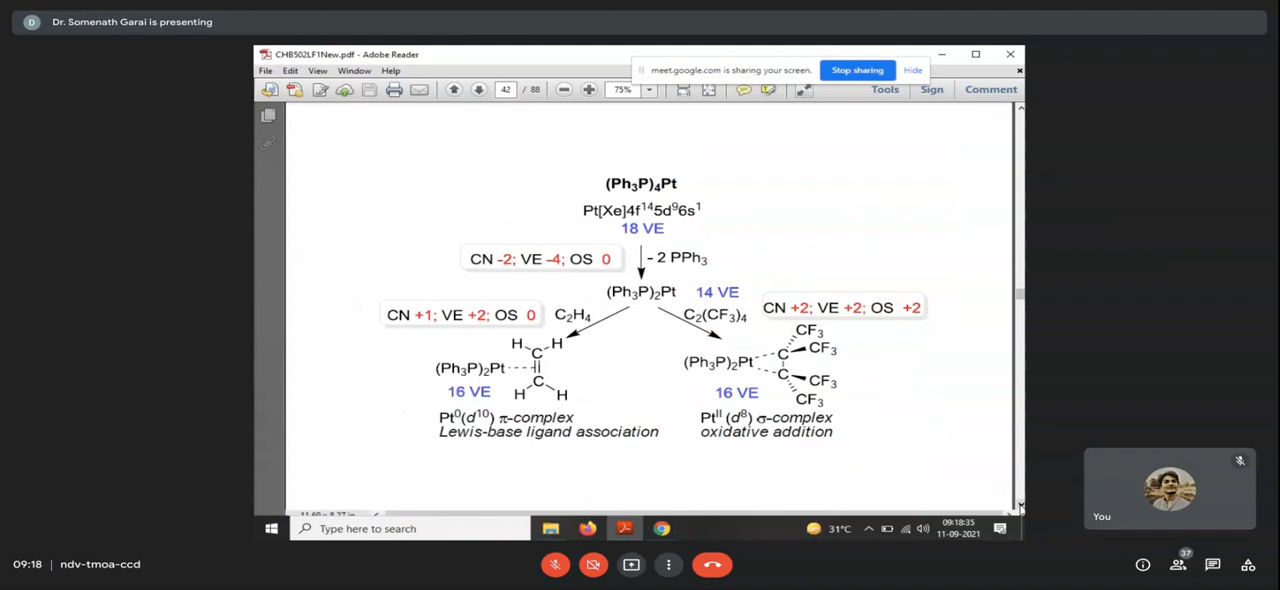 D Dr. Somenath Garai is presenting
CHB502LF1New.pdf - Adobe Reader
File Edit View Window Help
meet.google.com is sharing your screen. Stop sharing Hide
42 / 88 75% Tools Sign Comment
(Ph₃P)₄Pt
Pt[Xe]4f¹⁴5d⁹6s¹
18 VE
CN -2; VE -4; OS 0
- 2 PPh₃
(Ph₃P)₂Pt 14 VE
CN +1; VE +2; OS 0
C₂H₄
C₂(CF₃)₄
CN +2; VE +2; OS +2
H C H
(Ph₃P)₂Pt
H C H
16 VE
Pt⁰(d¹⁰) π-complex
Lewis-base ligand association
CF₃
C CF₃
(Ph₃P)₂Pt
C CF₃
CF₃
16 VE
Ptᴵᴵ (d⁸) σ-complex
oxidative addition
You
Type here to search
31°C
09:18:35
11-09-2021
09:18 | ndv-tmoa-ccd
37